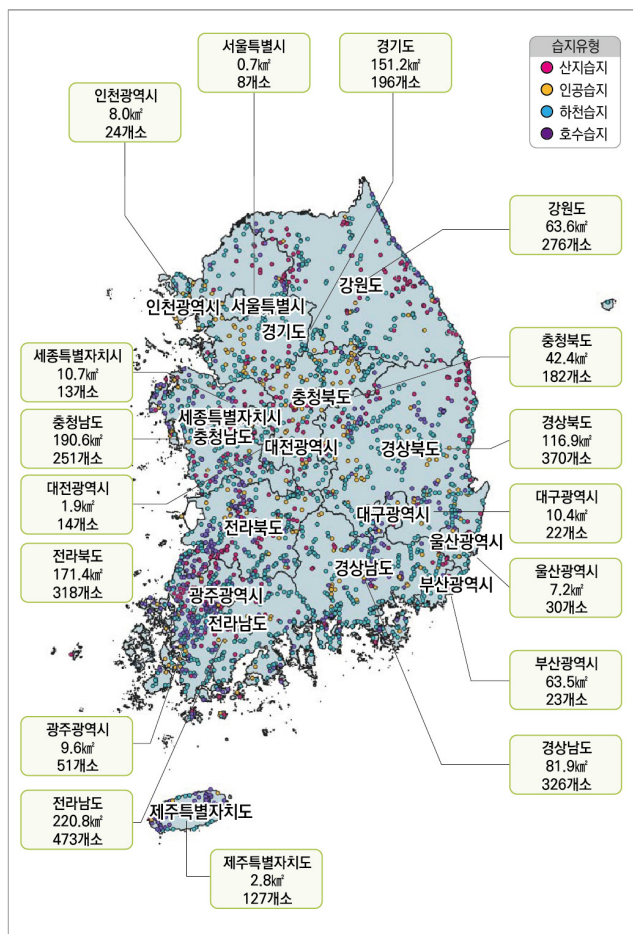 습지유형
산지습지
인공습지
하천습지
호수습지
서울특별시
0.7㎢
8개소
경기도
151.2㎢
196개소
인천광역시
8.0㎢
24개소
강원도
63.6㎢
276개소
세종특별자치시
10.7㎢
13개소
충청북도
42.4㎢
182개소
충청남도
190.6㎢
251개소
경상북도
116.9㎢
370개소
대전광역시
1.9㎢
14개소
대구광역시
10.4㎢
22개소
전라북도
171.4㎢
318개소
울산광역시
7.2㎢
30개소
부산광역시
63.5㎢
23개소
광주광역시
9.6㎢
51개소
경상남도
81.9㎢
326개소
전라남도
220.8㎢
473개소
제주특별자치도
2.8㎢
127개소
강원도
인천광역시
서울특별시
경기도
충청북도
세종특별자치시
충청남도
대전광역시
경상북도
전라북도
대구광역시
울산광역시
경상남도
부산광역시
광주광역시
전라남도
제주특별자치도